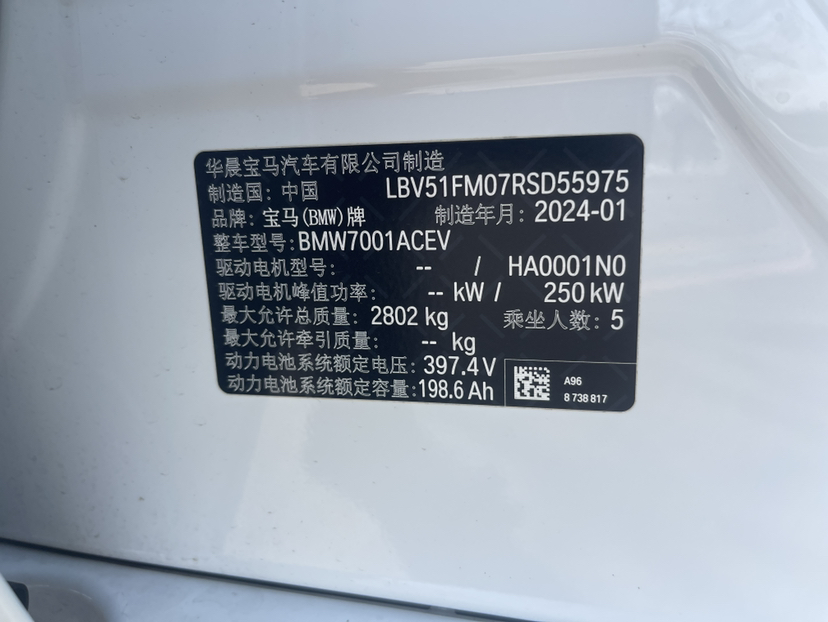 华晨宝马汽车有限公司制造
制造国：中国 LBV51FM07RSD55975
品牌：宝马(BMW)牌 制造年月：2024-01
整车型号：BMW7001ACEV
驱动电机型号： -- / HA0001N0
驱动电机峰值功率： -- kW / 250 kW
最大允许总质量：2802 kg 乘坐人数：5
最大允许牵引质量： -- kg
动力电池系统额定电压：397.4 V
动力电池系统额定容量：198.6 Ah
A96
8 738 817